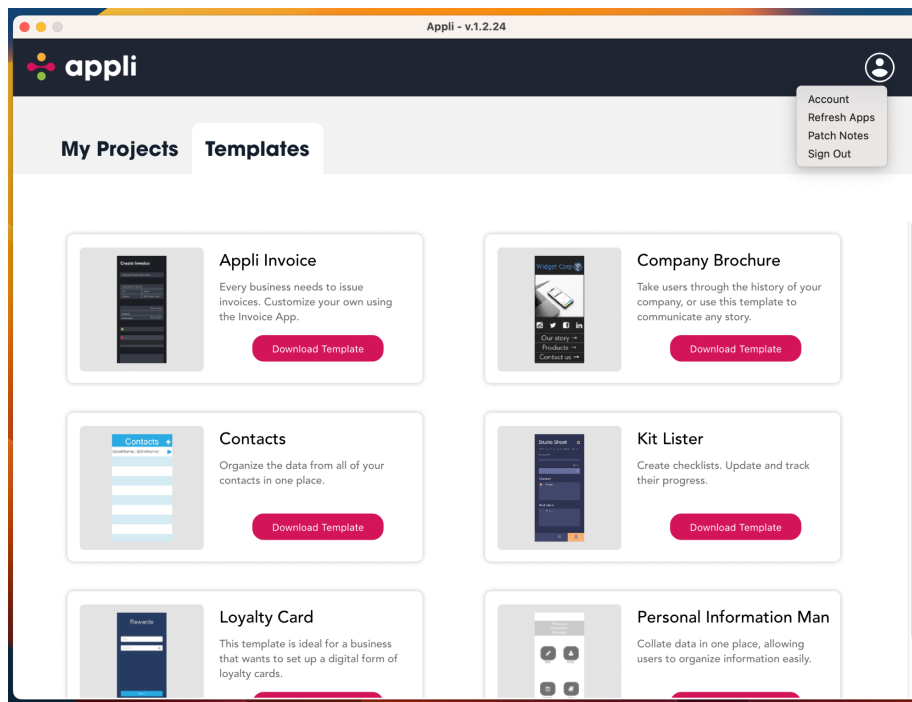 Appli - v.1.2.24
appli
Account
Refresh Apps
Patch Notes
Sign Out
My Projects
Templates
Create Invoice
Appli Invoice
Every business needs to issue
invoices. Customize your own using
the Invoice App.
Download Template
Widget Corp
Our story →
Products →
Contact us →
Company Brochure
Take users through the history of your
company, or use this template to
communicate any story.
Download Template
Contacts +
Contacts
Organize the data from all of your
contacts in one place.
Download Template
Studio Shoot
Kit Lister
Create checklists. Update and track
their progress.
Download Template
Rewards
Loyalty Card
This template is ideal for a business
that wants to set up a digital form of
loyalty cards.
Personal Information Man
Collate data in one place, allowing
users to organize information easily.